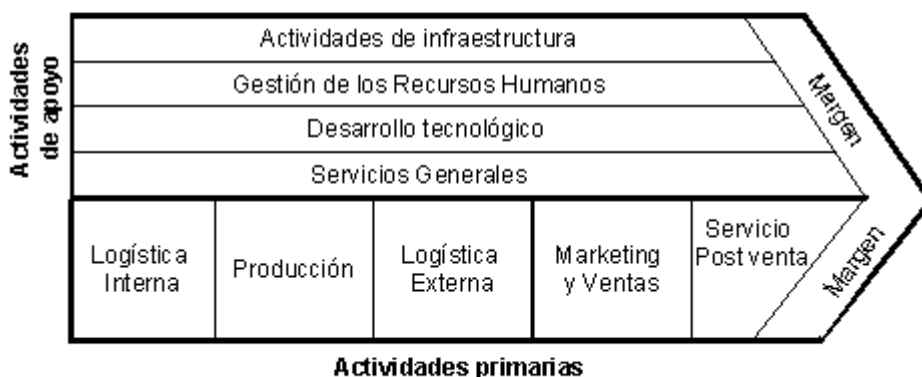 Actividades
de apoyo
Actividades de infraestructura
Gestión de los Recursos Humanos
Desarrollo tecnológico
Servicios Generales
Margen
Logística
Interna
Producción
Logística
Externa
Marketing
y Ventas
Servicio
Post venta
Margen
Actividades primarias